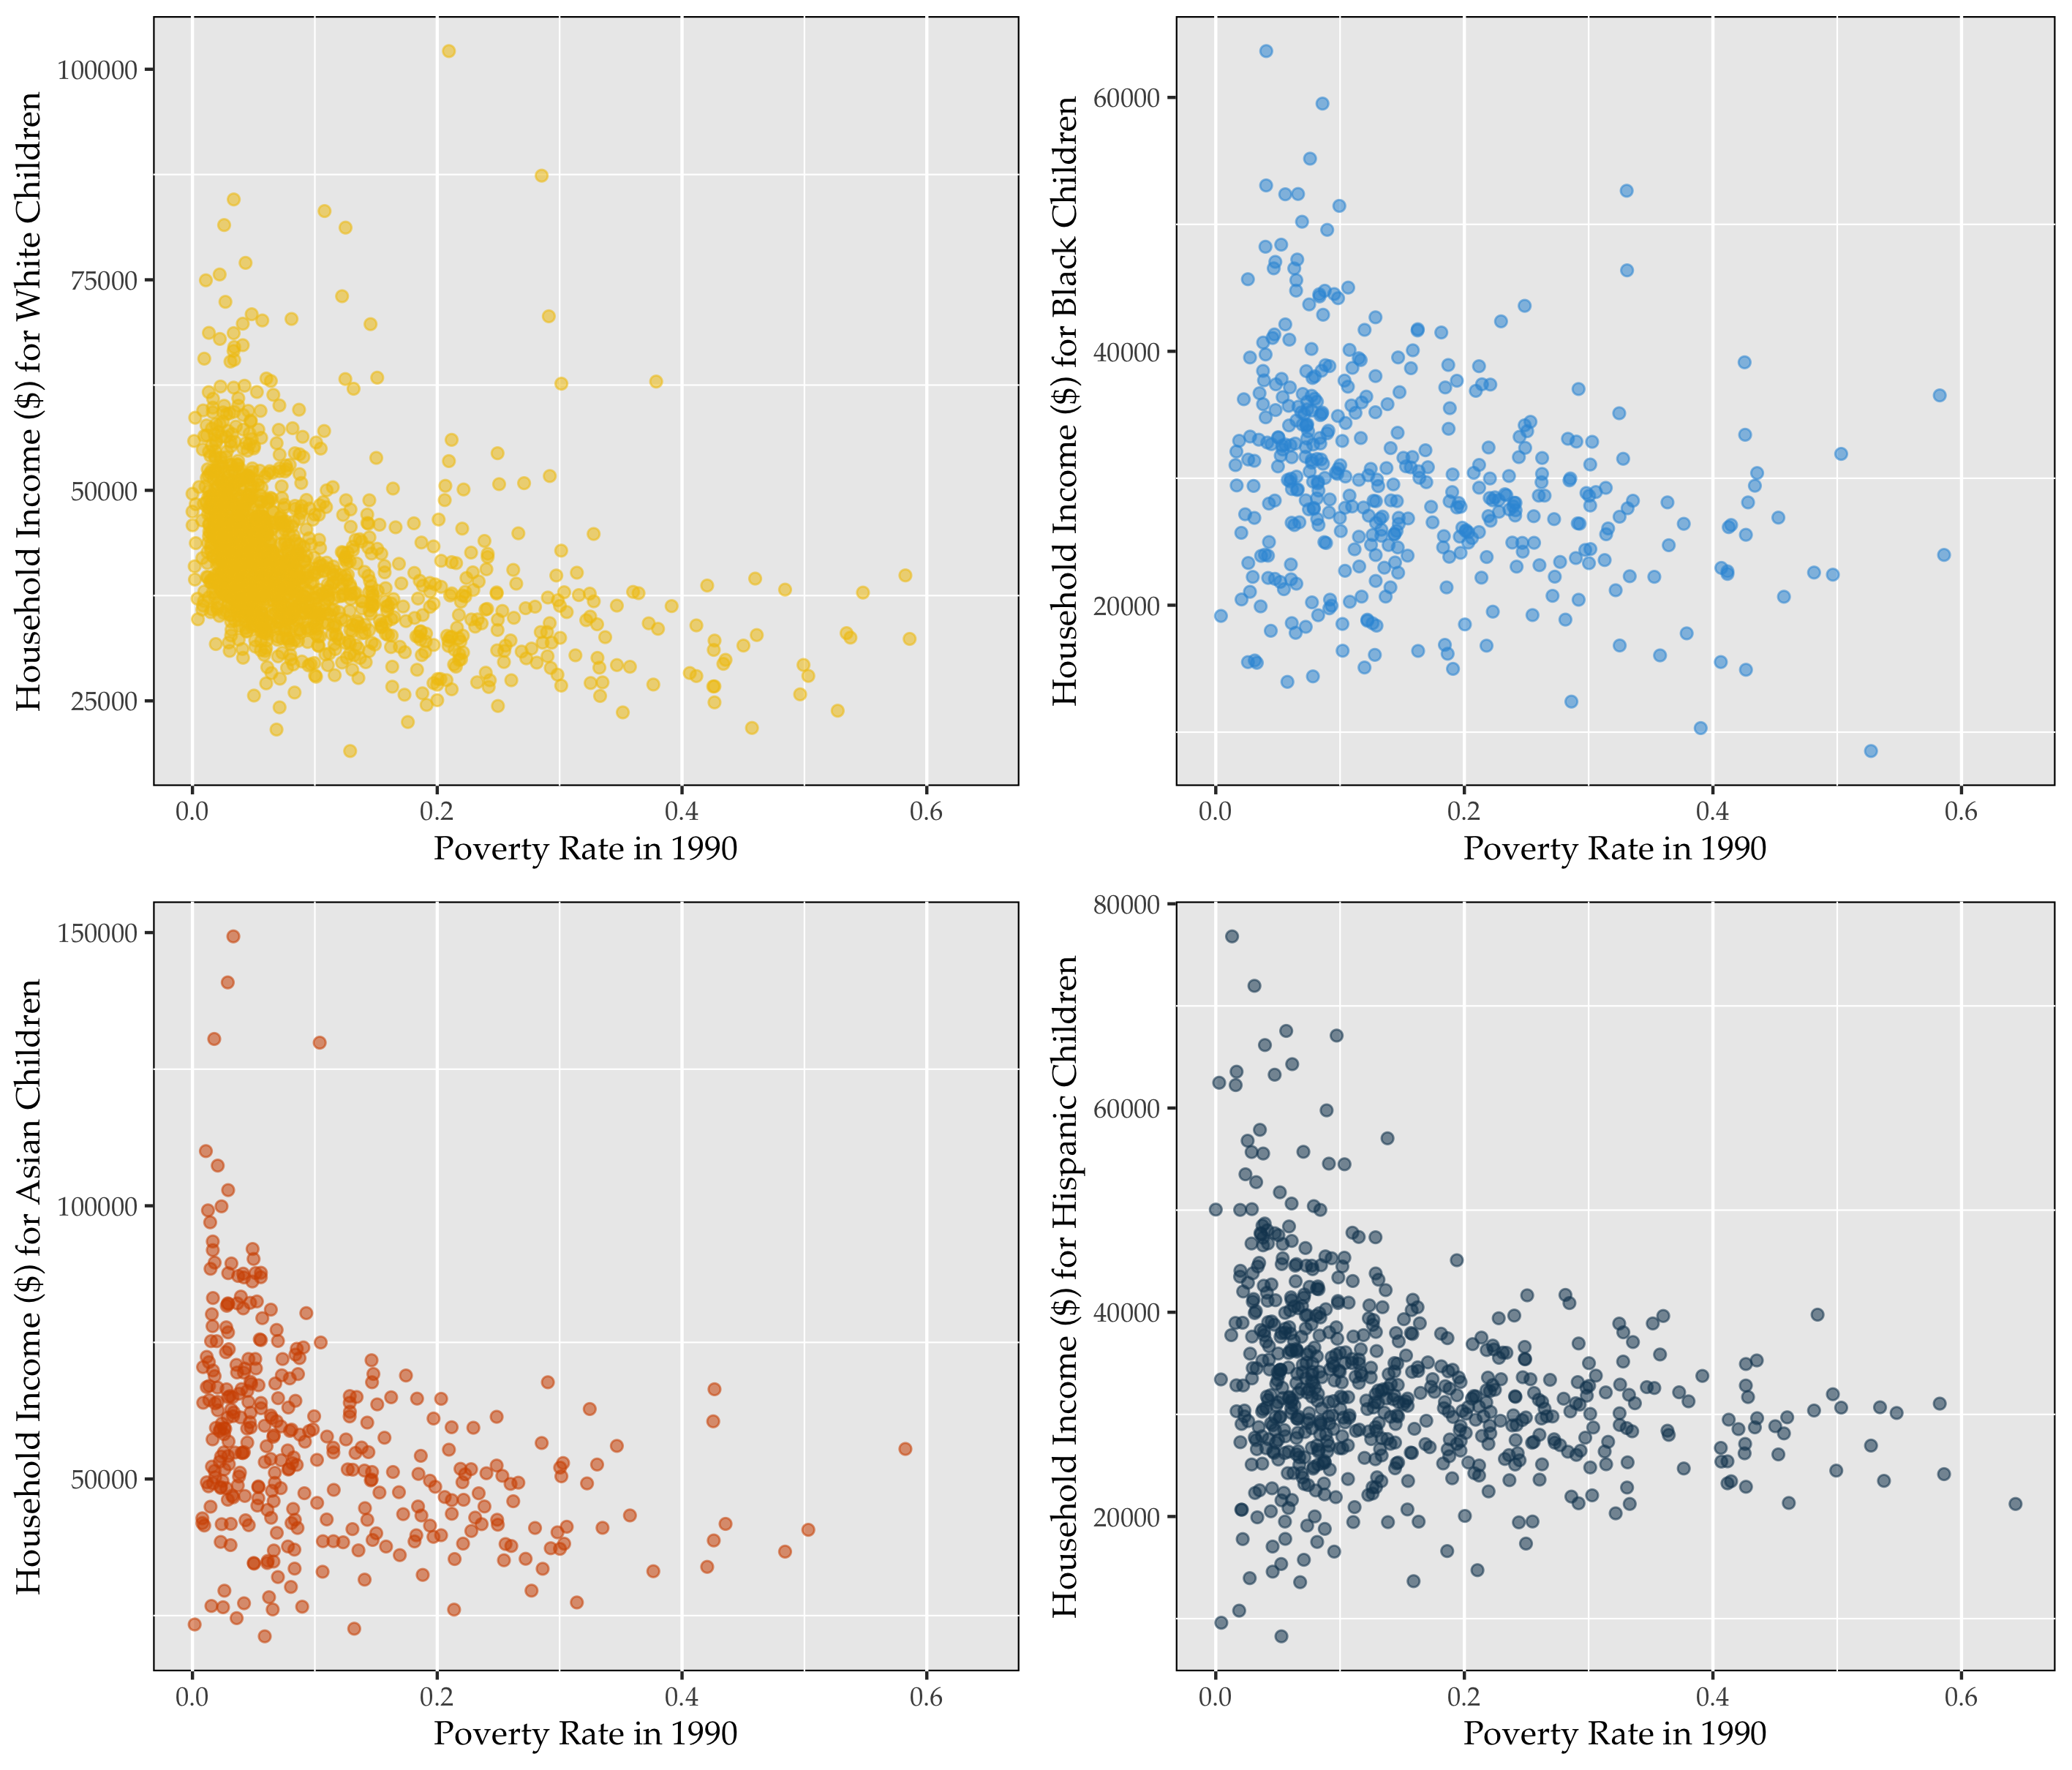 Household Income ($) for White Children
100000
75000
50000
25000
0.0 0.2 0.4 0.6
Poverty Rate in 1990
Household Income ($) for Black Children
60000
40000
20000
0.0 0.2 0.4 0.6
Poverty Rate in 1990
Household Income ($) for Asian Children
150000
100000
50000
0.0 0.2 0.4 0.6
Poverty Rate in 1990
Household Income ($) for Hispanic Children
80000
60000
40000
20000
0.0 0.2 0.4 0.6
Poverty Rate in 1990